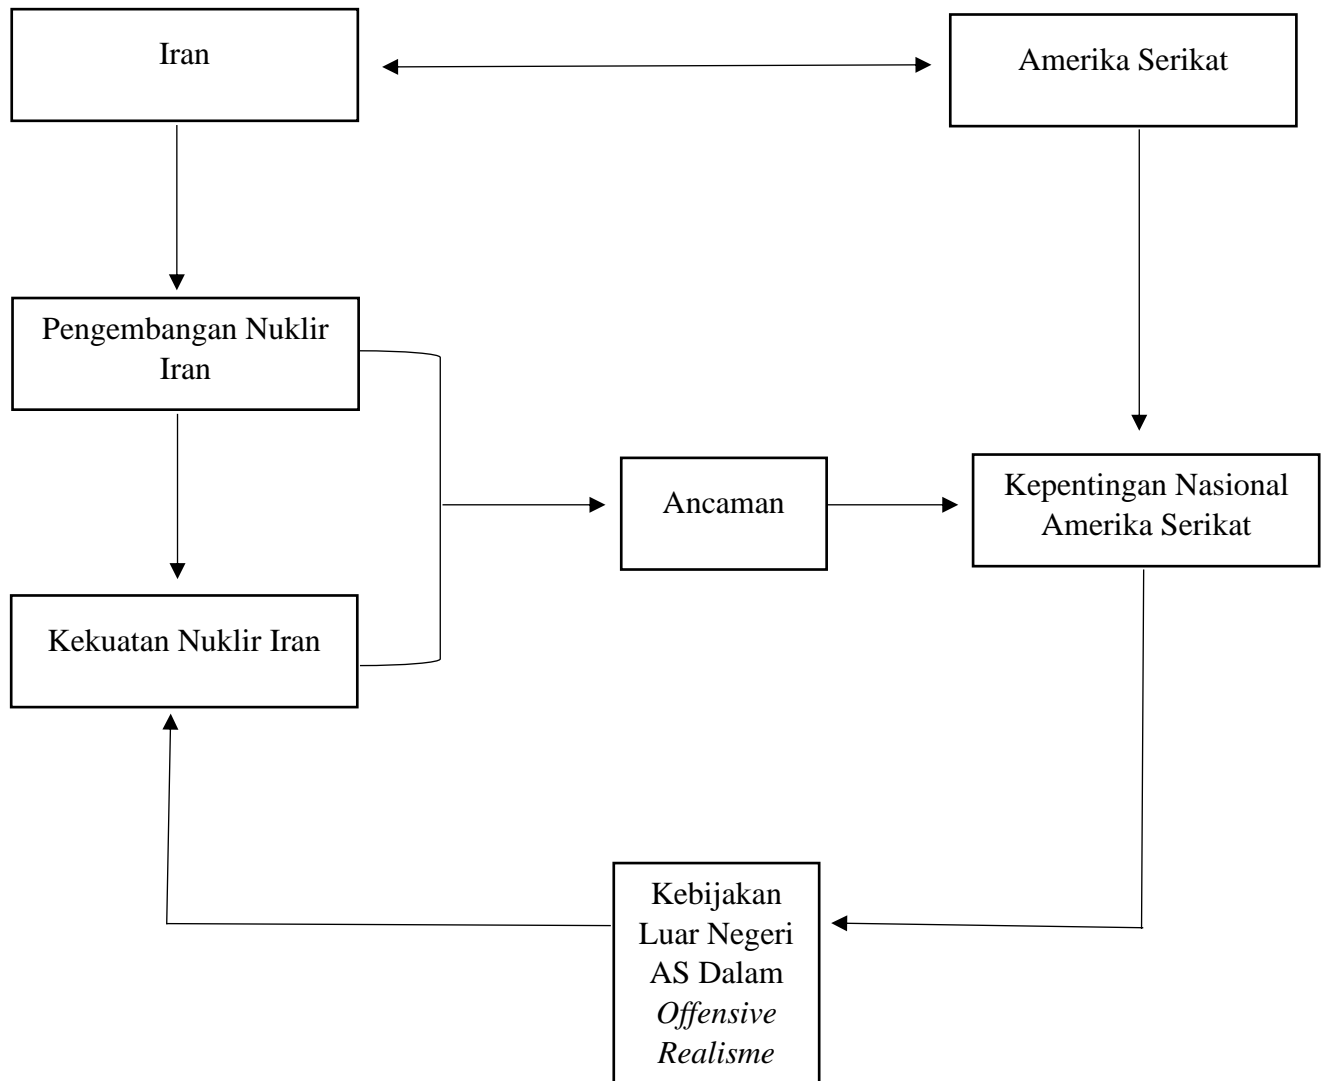 Iran
Amerika Serikat
Pengembangan Nuklir
Iran
Ancaman
Kepentingan Nasional
Amerika Serikat
Kekuatan Nuklir Iran
Kebijakan
Luar Negeri
AS Dalam
Offensive
Realisme